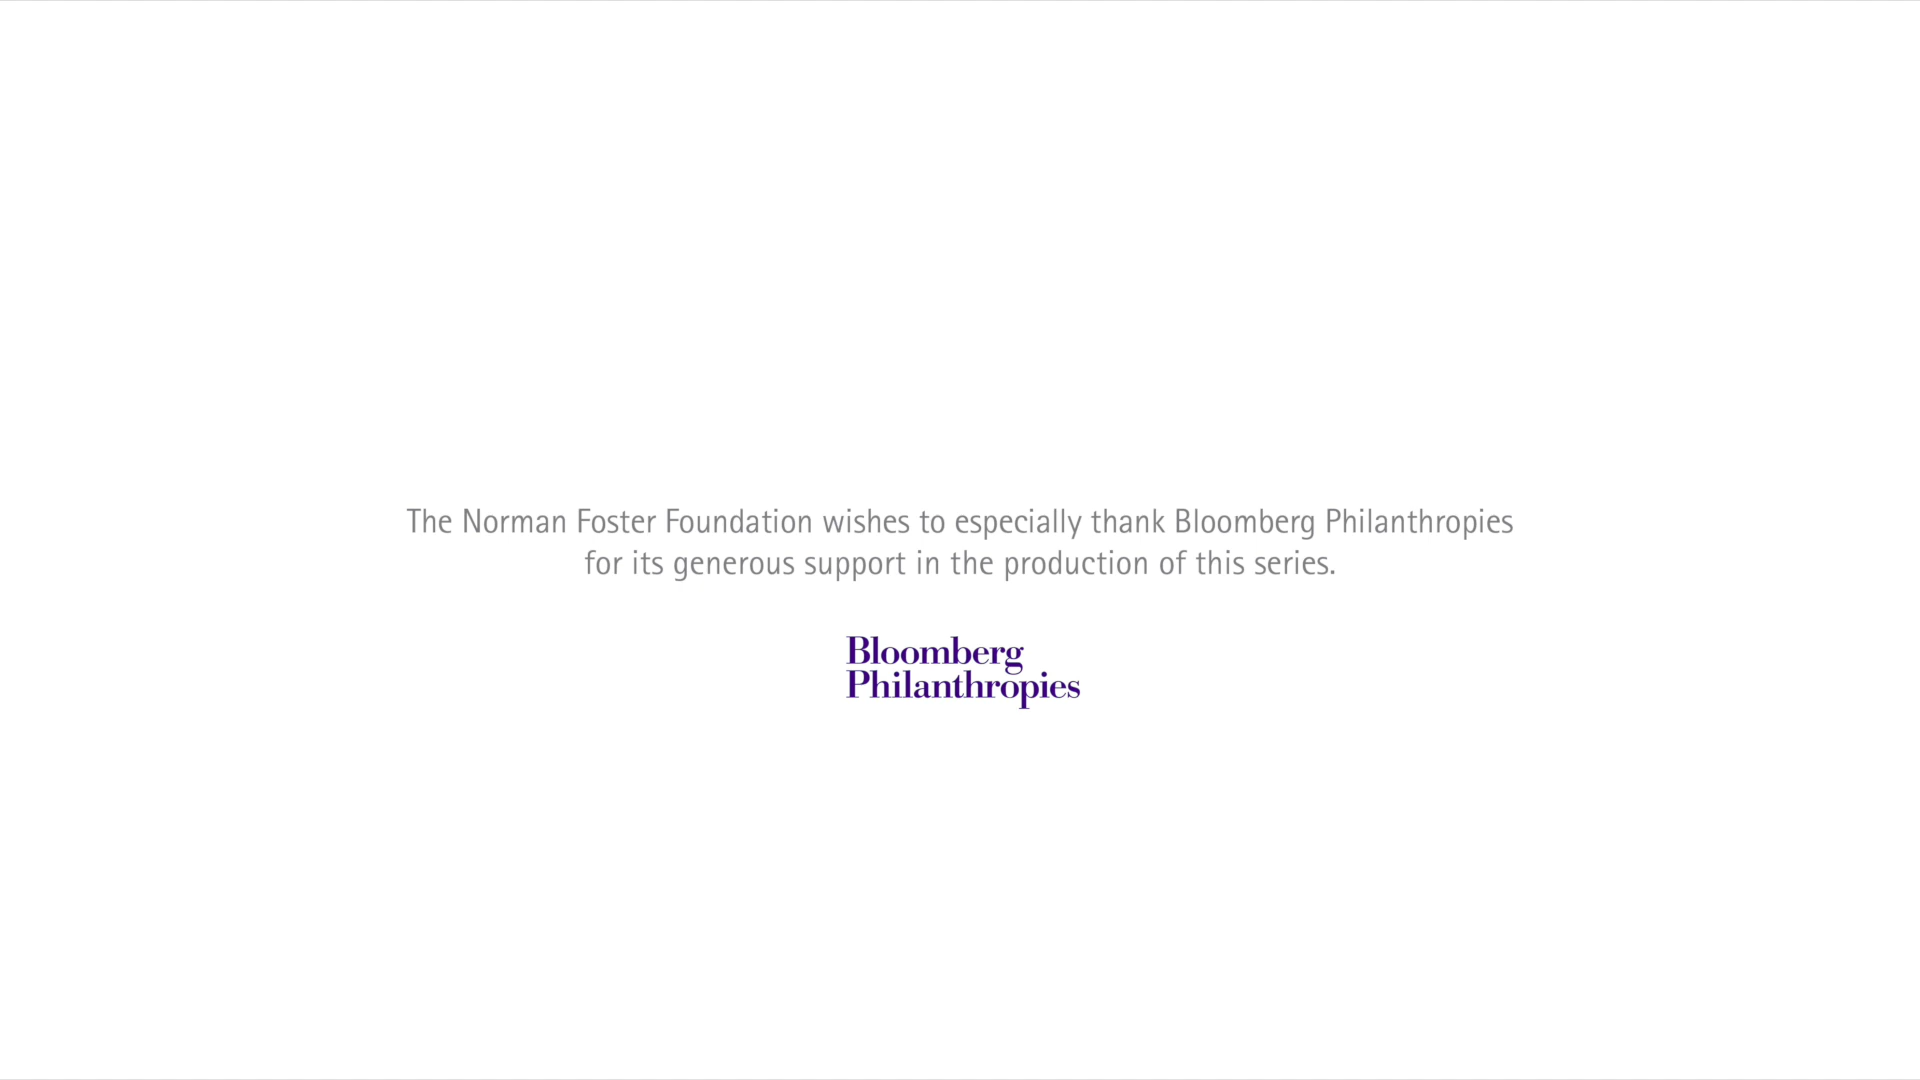 The Norman Foster Foundation wishes to especially thank Bloomberg Philanthropies
for its generous support in the production of this series.
Bloomberg
Philanthropies